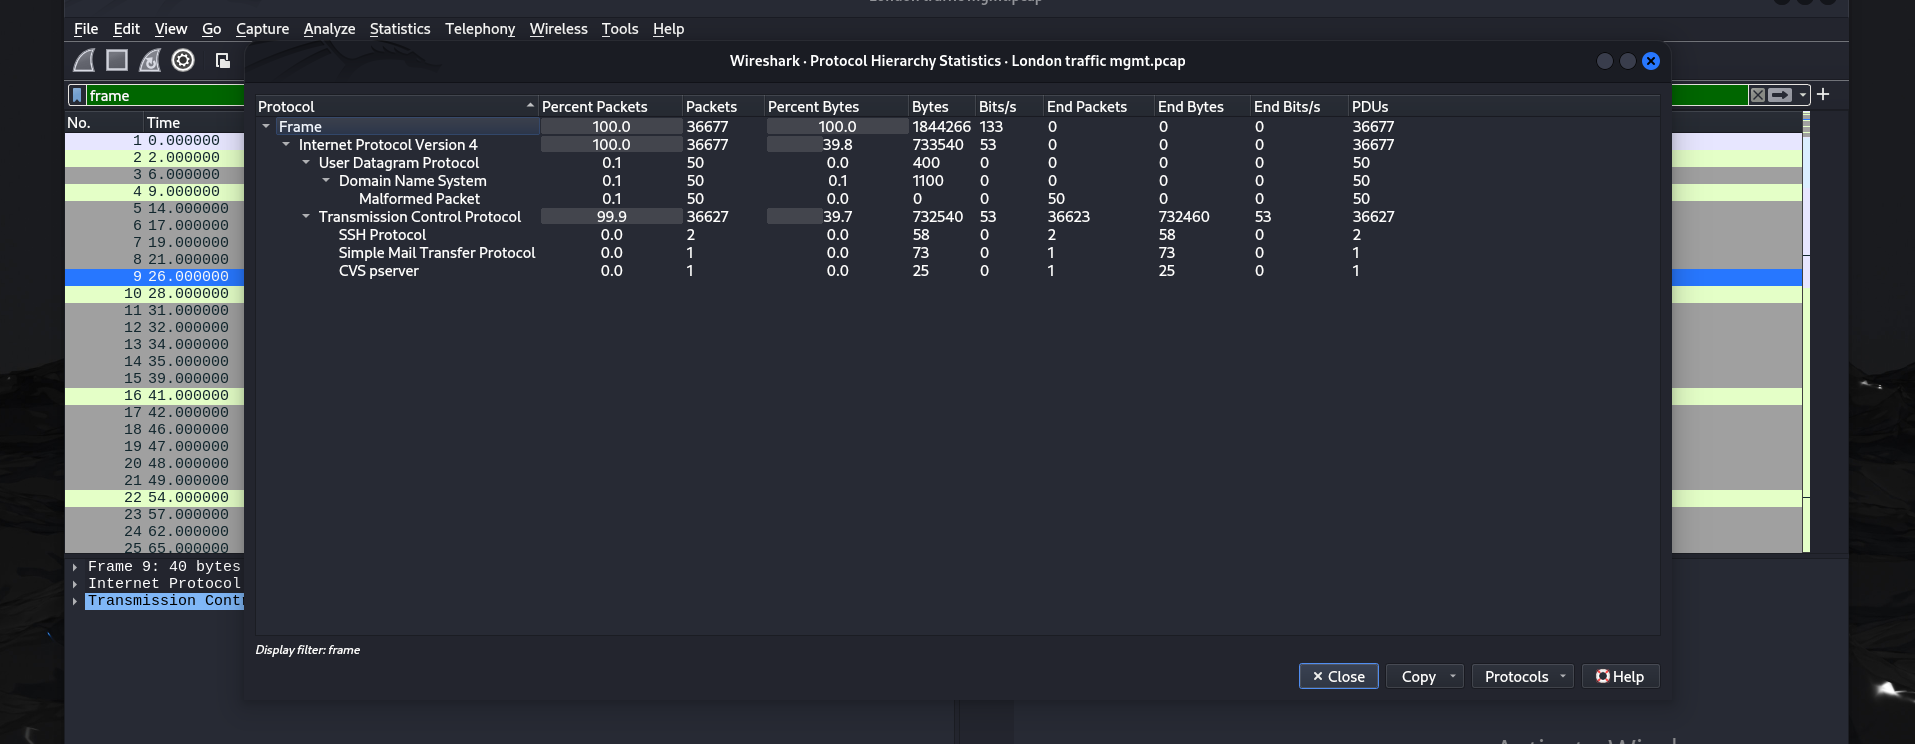 London traffic mgmt.pcap
File Edit View Go Capture Analyze Statistics Telephony Wireless Tools Help
Wireshark · Protocol Hierarchy Statistics · London traffic mgmt.pcap
frame
No. Time
1 0.000000
2 2.000000
3 6.000000
4 9.000000
5 14.000000
6 17.000000
7 19.000000
8 21.000000
9 26.000000
10 28.000000
11 31.000000
12 32.000000
13 34.000000
14 35.000000
15 39.000000
16 41.000000
17 42.000000
18 46.000000
19 47.000000
20 48.000000
21 49.000000
22 54.000000
23 57.000000
24 62.000000
25 65.000000
Frame 9: 40 bytes
Internet Protocol
Transmission Cont
Protocol Percent Packets Packets Percent Bytes Bytes Bits/s End Packets End Bytes End Bits/s PDUs
Frame 100.0 36677 100.0 1844266 133 0 0 0 36677
Internet Protocol Version 4 100.0 36677 39.8 733540 53 0 0 0 36677
User Datagram Protocol 0.1 50 0.0 400 0 0 0 0 50
Domain Name System 0.1 50 0.1 1100 0 0 0 0 50
Malformed Packet 0.1 50 0.0 0 0 50 0 0 50
Transmission Control Protocol 99.9 36627 39.7 732540 53 36623 732460 53 36627
SSH Protocol 0.0 2 0.0 58 0 2 58 0 2
Simple Mail Transfer Protocol 0.0 1 0.0 73 0 1 73 0 1
CVS pserver 0.0 1 0.0 25 0 1 25 0 1
Display filter: frame
Close Copy Protocols Help